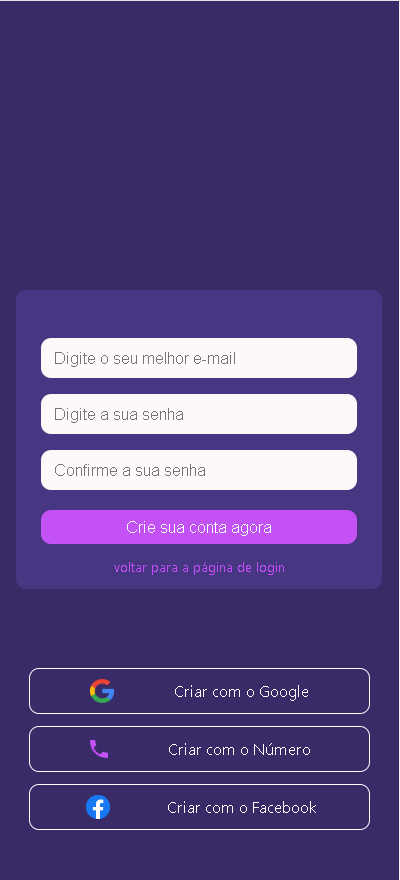 Digite o seu melhor e-mail
Digite a sua senha
Confirme a sua senha
Crie sua conta agora
voltar para a página de login
Criar com o Google
Criar com o Número
Criar com o Facebook